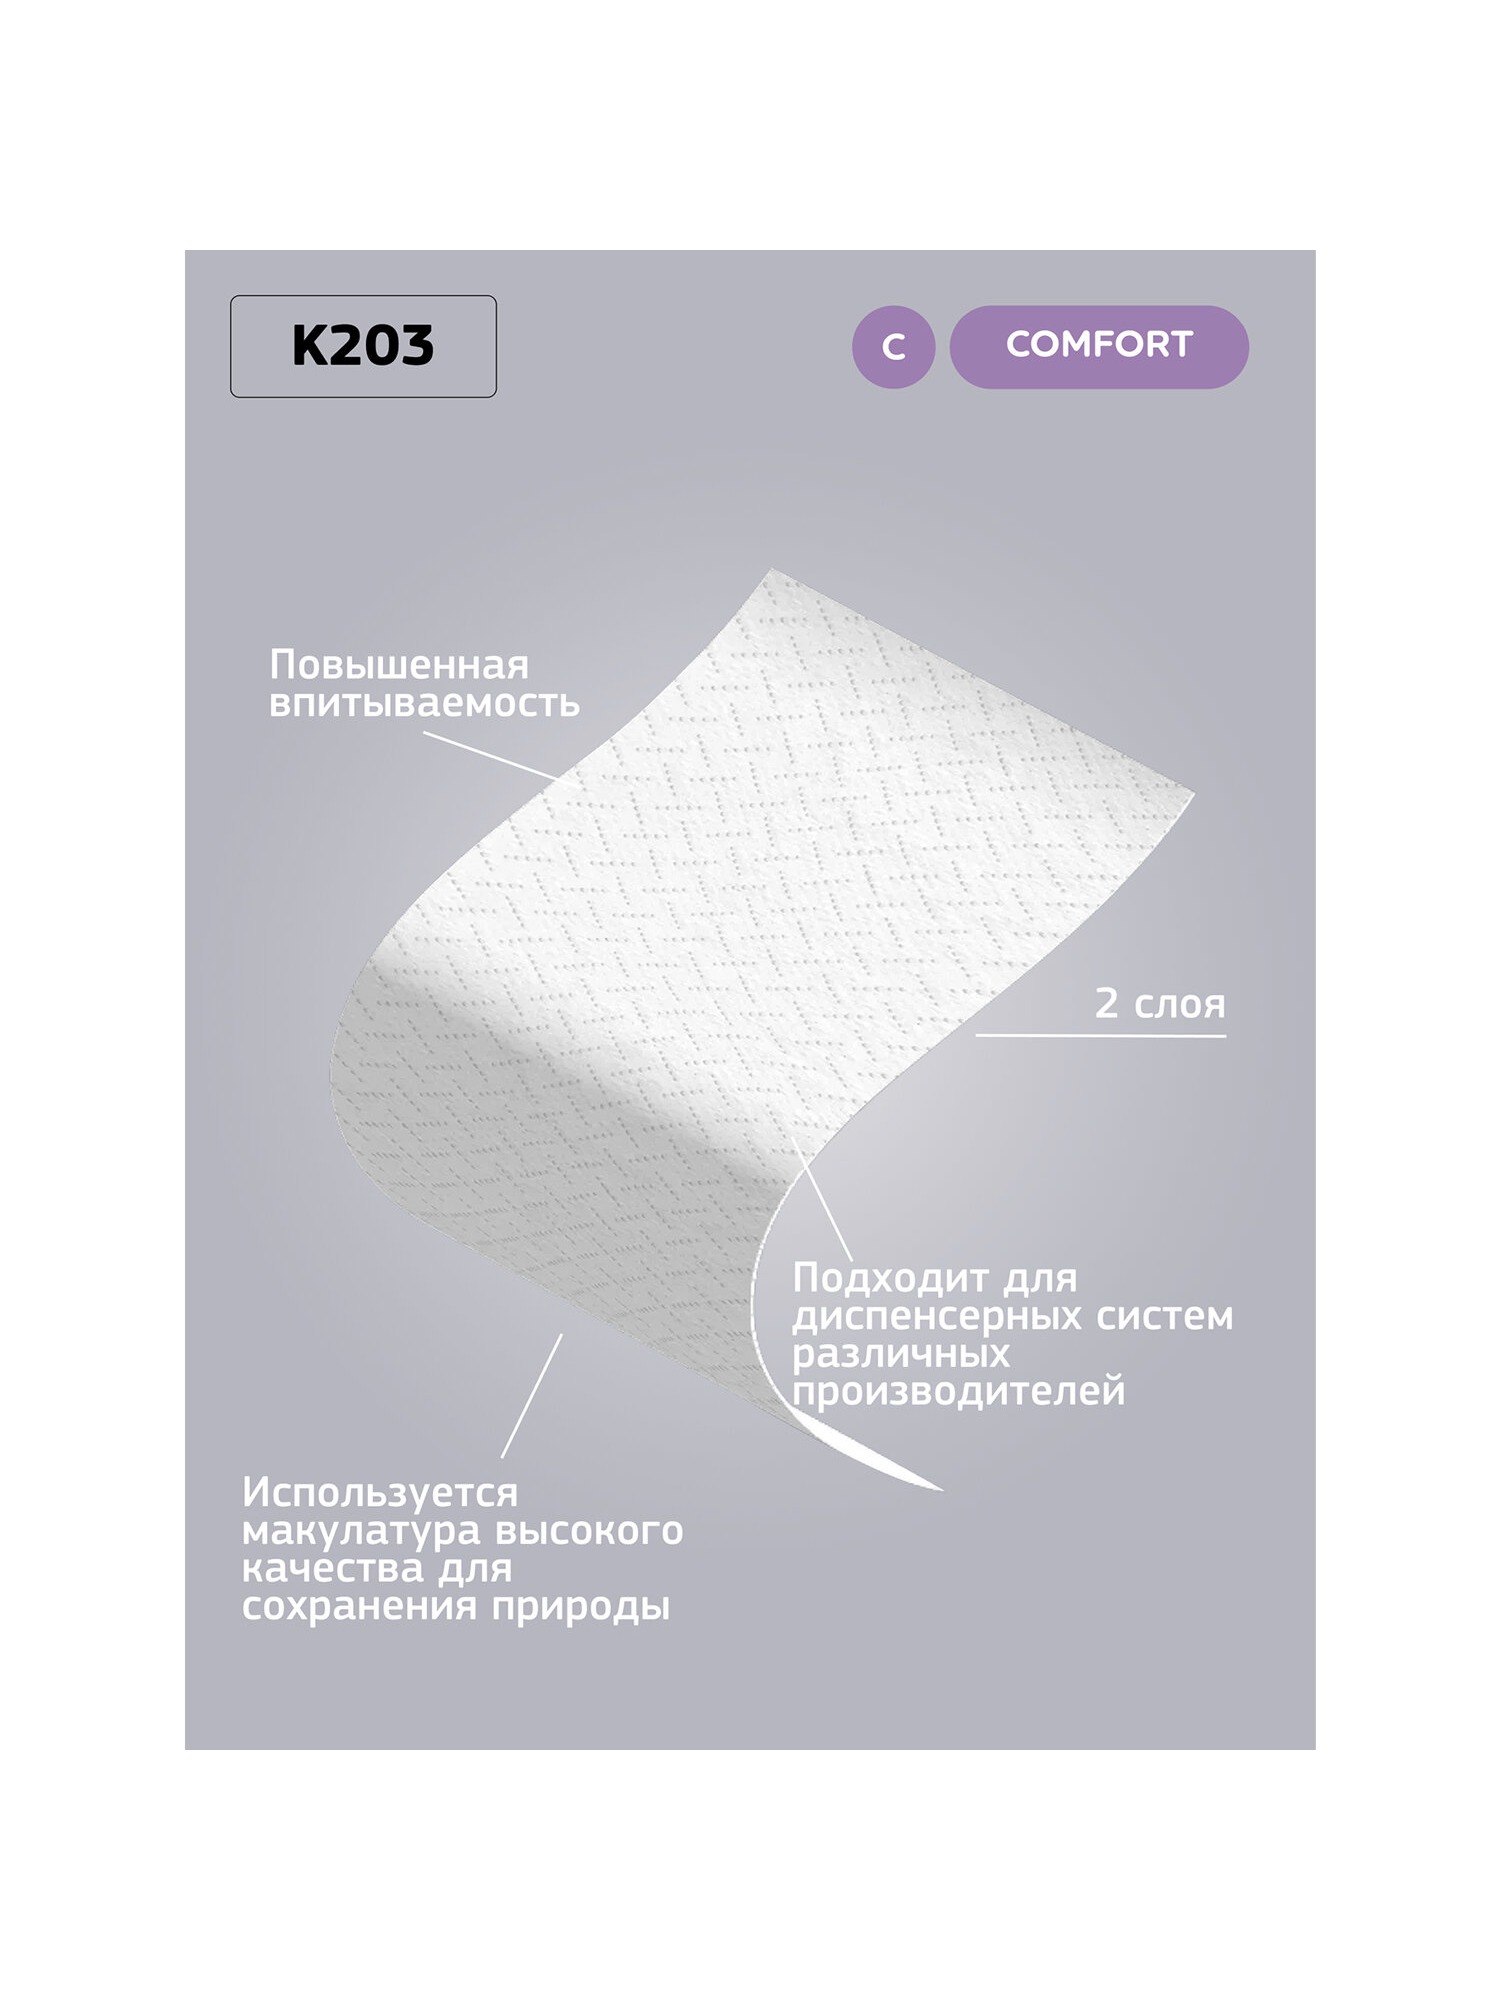 K203
C COMFORT
Повышенная
впитываемость
2 слоя
Подходит для
диспенсерных систем
различных
производителей
Используется
макулатура высокого
качества для
сохранения природы